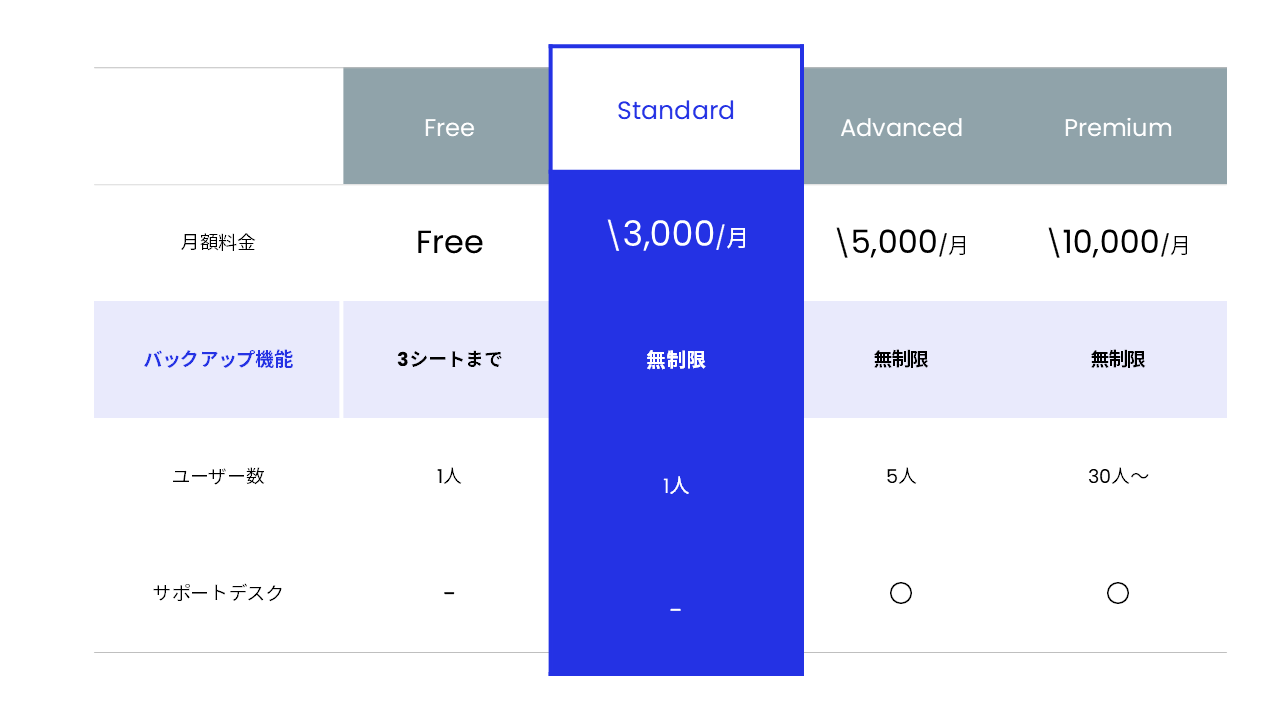 Free
Standard
Advanced
Premium
月額料金
Free
\3,000/月
\5,000/月
\10,000/月
バックアップ機能
3シートまで
無制限
無制限
無制限
ユーザー数
1人
1人
5人
30人〜
サポートデスク
-
-
○
○